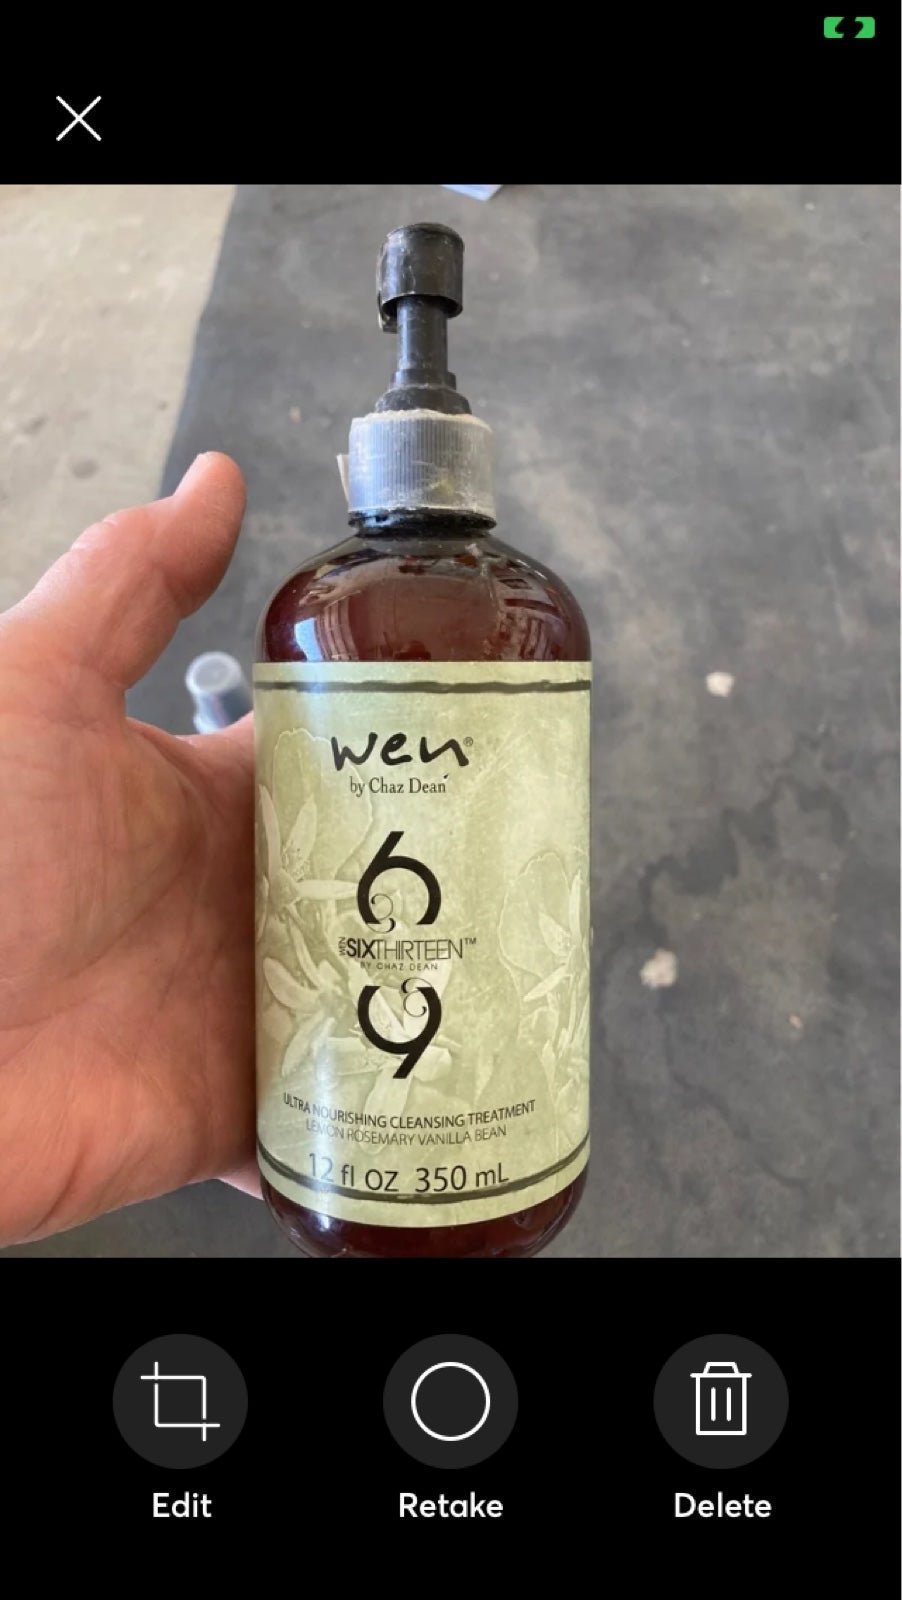 wen®
by Chaz Dean
6
WEN SIXTHIRTEEN™
BY CHAZ DEAN
9
ULTRA NOURISHING CLEANSING TREATMENT
LEMON ROSEMARY VANILLA BEAN
12 fl OZ 350 mL
Edit
Retake
Delete